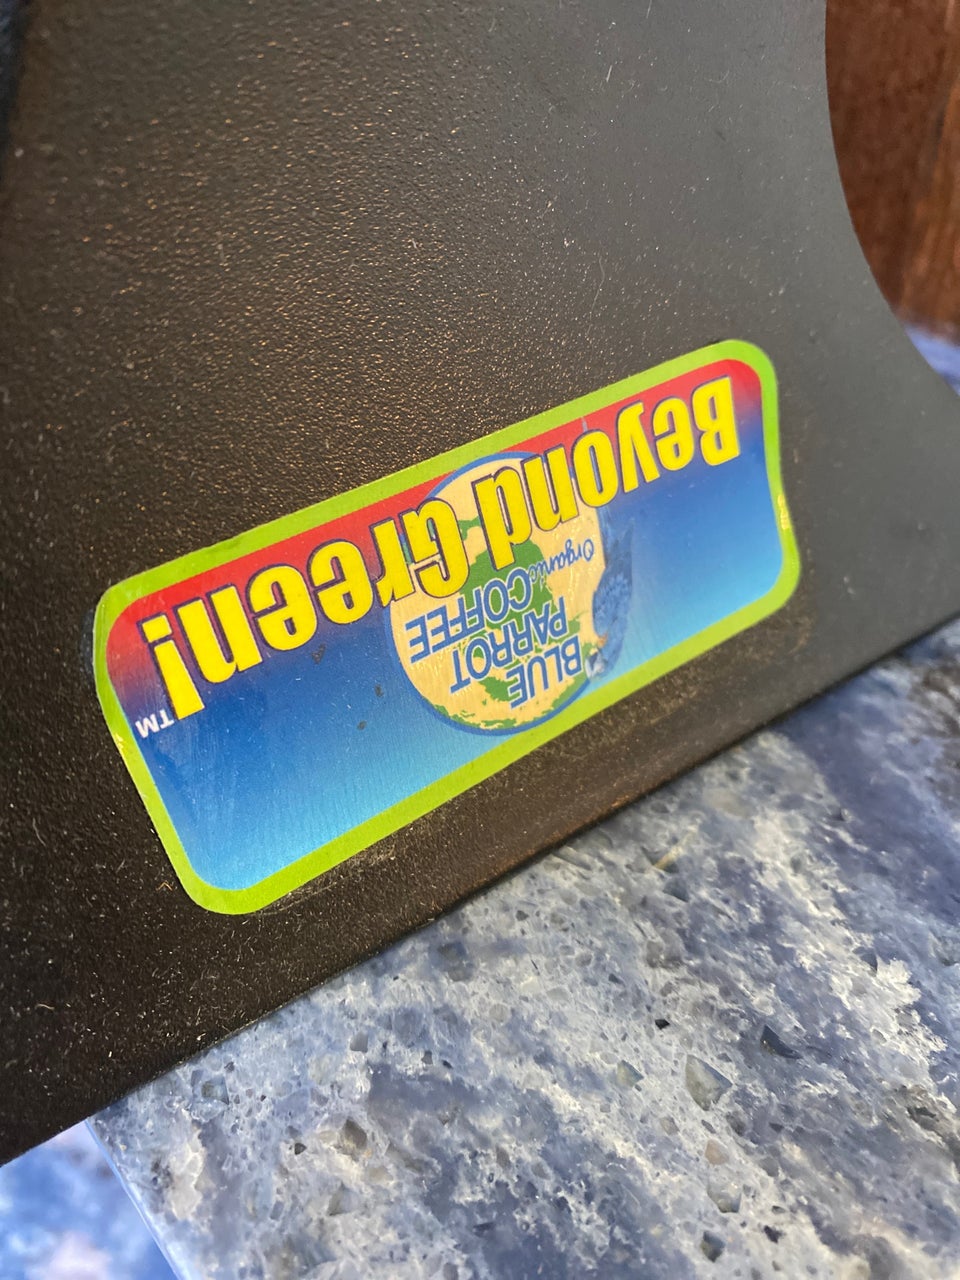 BLUE
PARROT
Organic COFFEE
Beyond Green!™